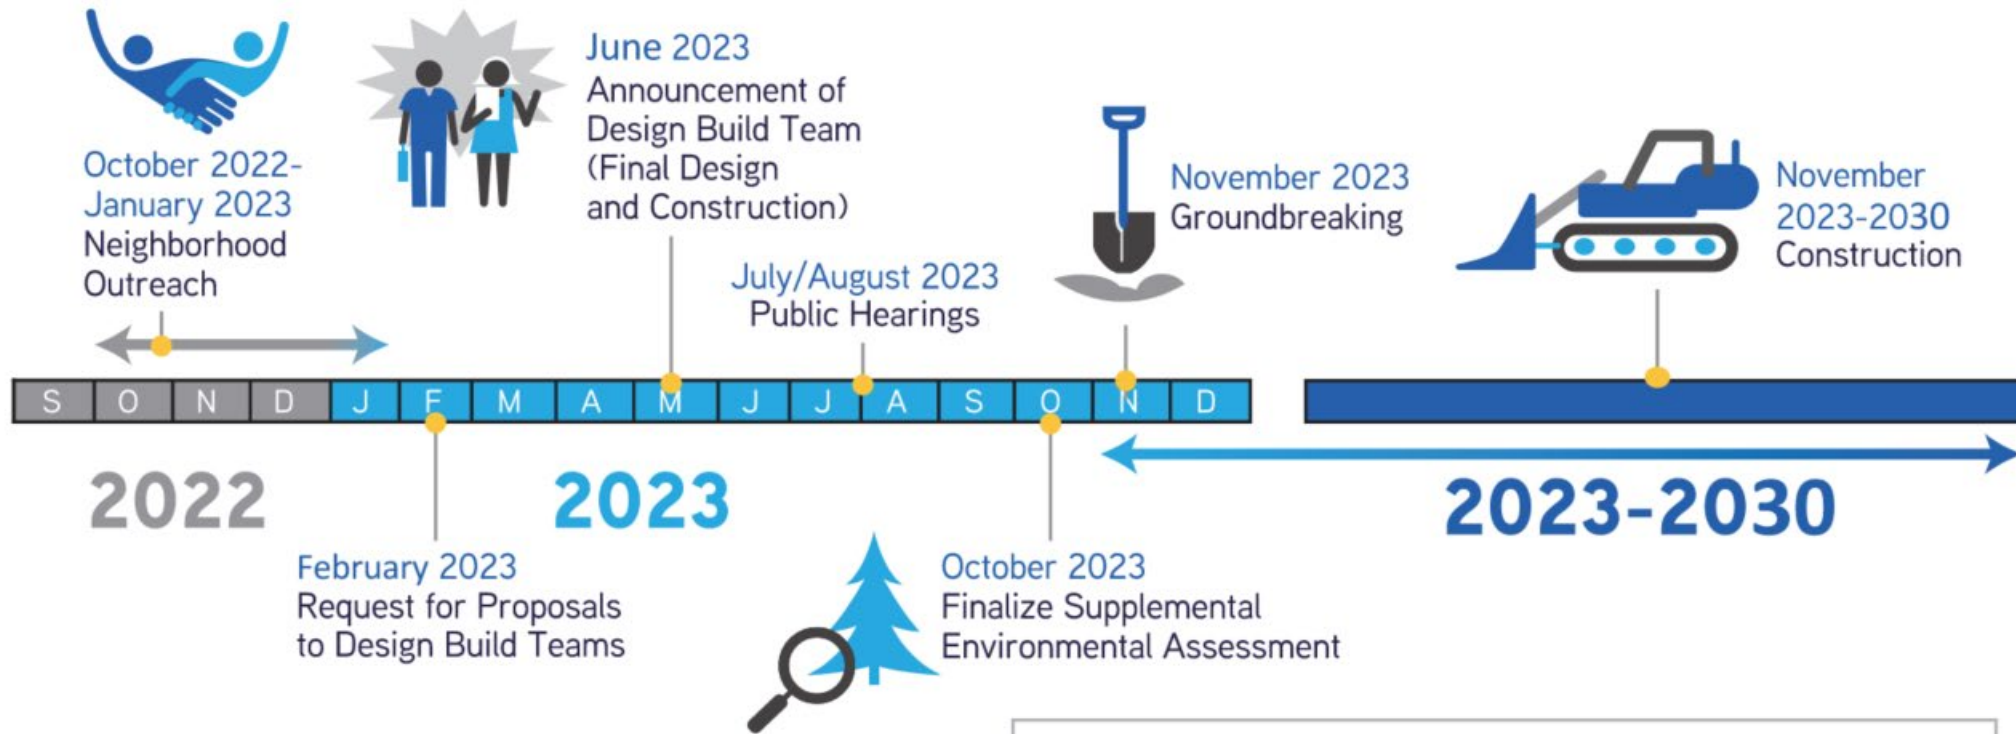 October 2022-
January 2023
Neighborhood
Outreach
June 2023
Announcement of
Design Build Team
(Final Design
and Construction)
July/August 2023
Public Hearings
November 2023
Groundbreaking
November
2023-2030
Construction
S O N D J F M A M J J A S O N D
2022
2023
2023-2030
February 2023
Request for Proposals
to Design Build Teams
October 2023
Finalize Supplemental
Environmental Assessment